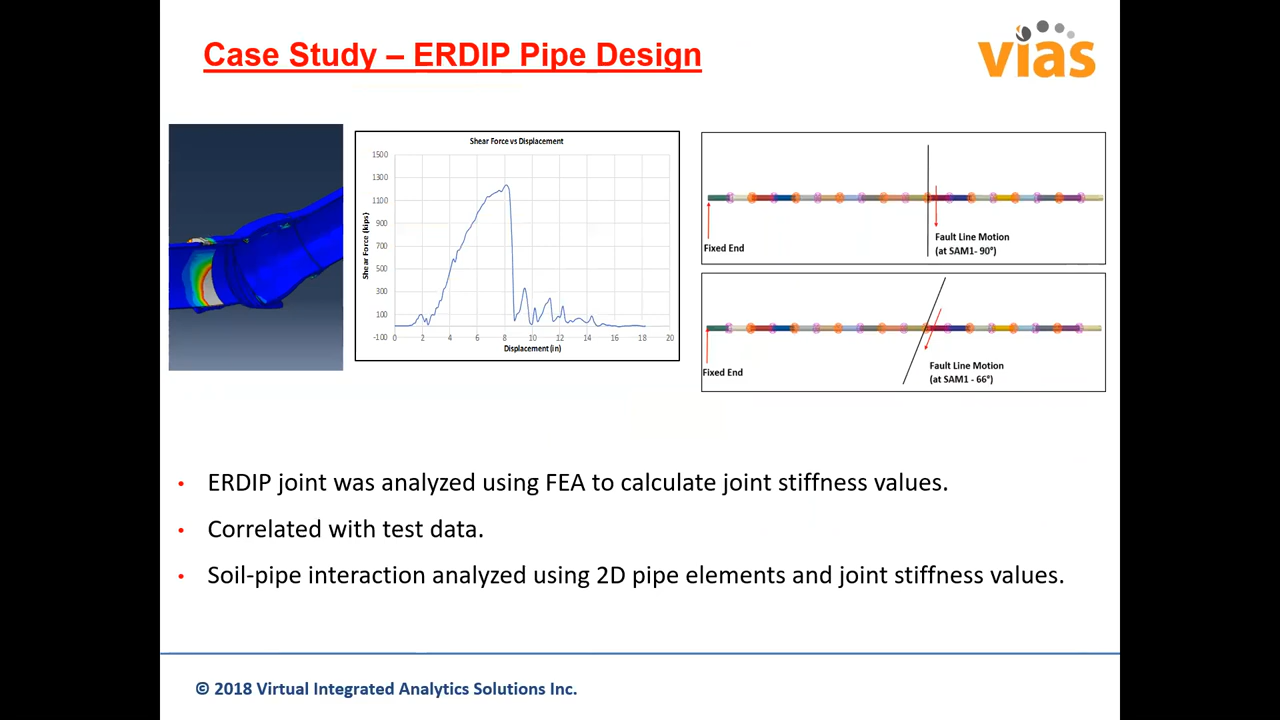 Case Study – ERDIP Pipe Design
vias
Shear Force vs Displacement
Shear Force (kips)
1500
1300
1100
900
700
500
300
100
-100
0 2 4 6 8 10 12 14 16 18 20
Displacement (in)
Fixed End
Fault Line Motion
(at SAM1- 90°)
Fixed End
Fault Line Motion
(at SAM1 - 66°)
• ERDIP joint was analyzed using FEA to calculate joint stiffness values.
• Correlated with test data.
• Soil-pipe interaction analyzed using 2D pipe elements and joint stiffness values.
© 2018 Virtual Integrated Analytics Solutions Inc.